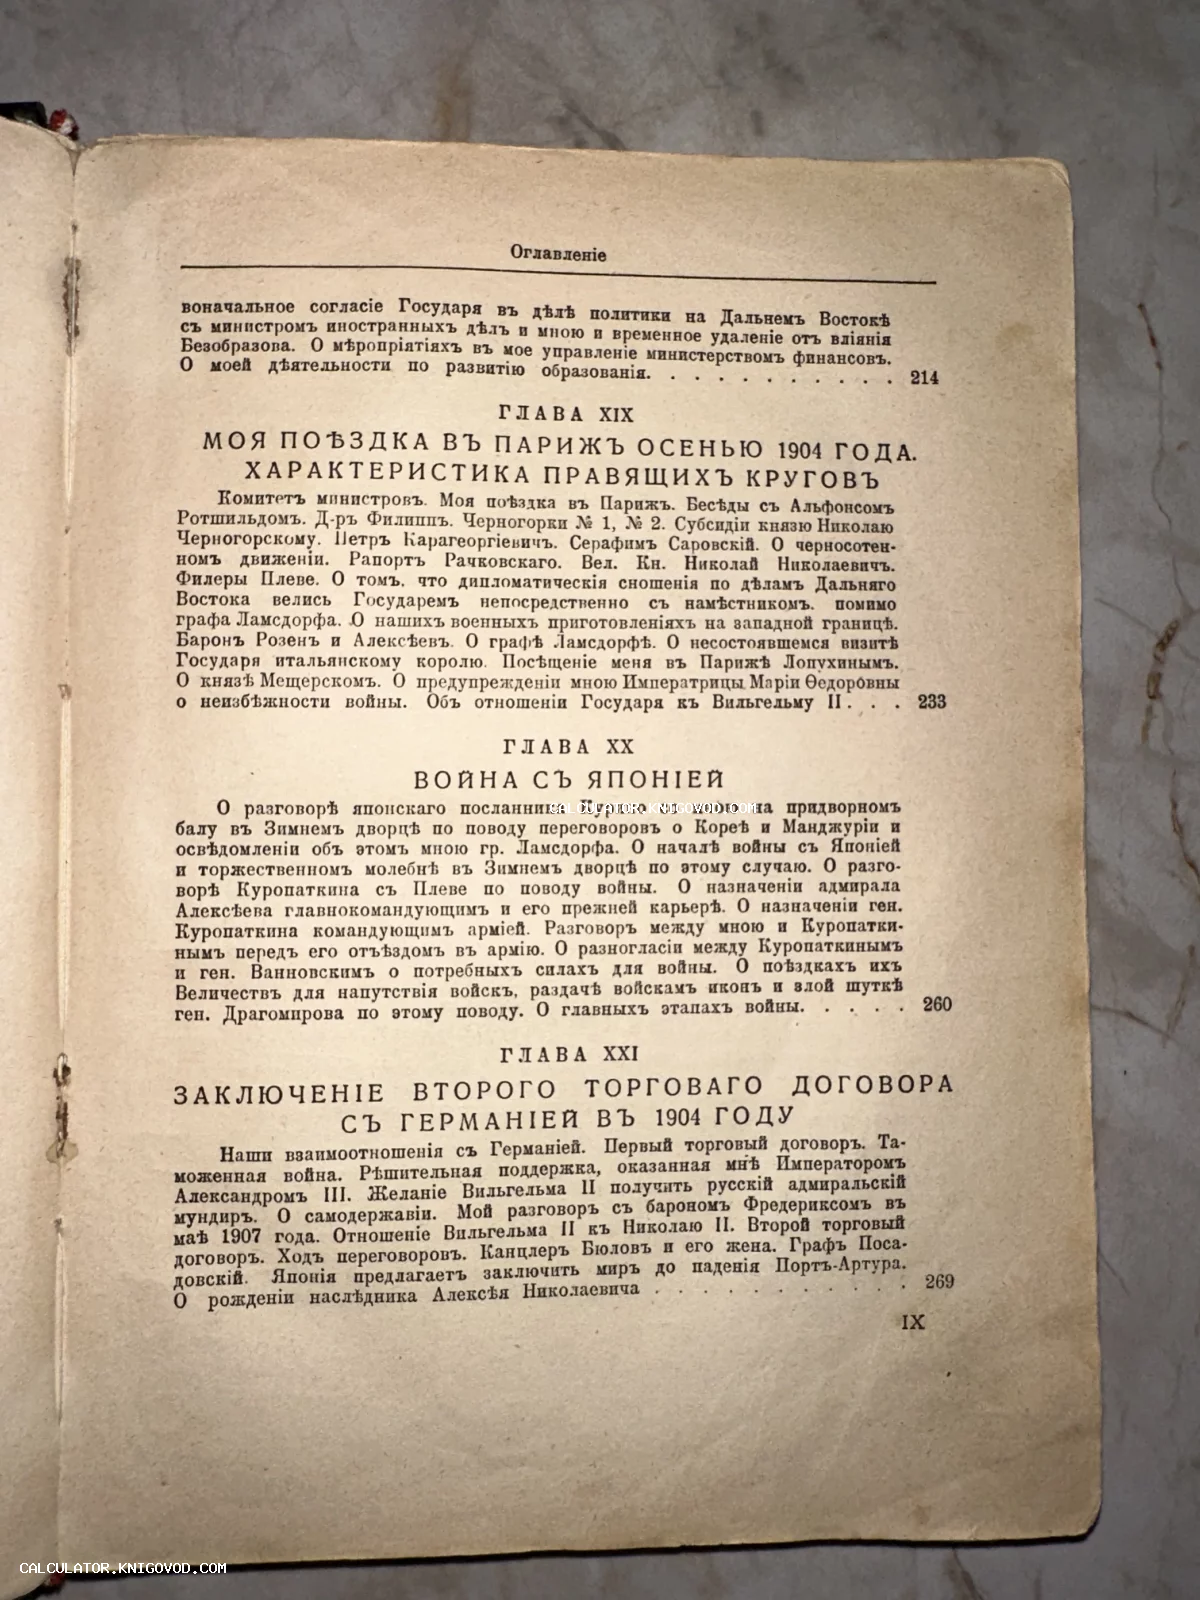 Оглавленіе
воначальное согласіе Государя въ дѣлѣ политики на Дальнемъ Востокѣ
съ министромъ иностранныхъ дѣлъ и мною и временное удаленіе отъ вліянія
Безобразова. О мѣропріятіяхъ въ мое управленіе министерствомъ финансовъ.
О моей дѣятельности по развитію образованія. . . . . . . . . . . 214
ГЛАВА XIX
МОЯ ПОѢЗДКА ВЪ ПАРИЖЪ ОСЕНЬЮ 1904 ГОДА.
ХАРАКТЕРИСТИКА ПРАВЯЩИХЪ КРУГОВЪ
Комитетъ министровъ. Моя поѣздка въ Парижъ. Бесѣды съ Альфонсомъ
Ротшильдомъ. Д-ръ Филиппъ. Черногорки № 1, № 2. Субсидіи князю Николаю
Черногорскому. Петръ Карагеоргіевичъ. Серафимъ Саровскій. О черносотен-
номъ движеніи. Рапортъ Рачковскаго. Вел. Кн. Николай Николаевичъ.
Филеры Плеве. О томъ, что дипломатическія сношенія по дѣламъ Дальняго
Востока велись Государемъ непосредственно съ намѣстникомъ, помимо
графа Ламсдорфа. О нашихъ военныхъ приготовленіяхъ на западной границѣ.
Баронъ Розенъ и Алексѣевъ. О графѣ Ламсдорфѣ. О несостоявшемся визитѣ
Государя итальянскому королю. Посѣщеніе меня въ Парижѣ Лопухинымъ.
О князѣ Мещерскомъ. О предупрежденіи мною Императрицы Маріи Ѳедоровны
о неизбѣжности войны. Объ отношеніи Государя къ Вильгельму II . . . 233
ГЛАВА XX
ВОЙНА СЪ ЯПОНІЕЙ
О разговорѣ японскаго посланника со мною на придворномъ
CALCULATOR.KNIGOVOD.COM
балу въ Зимнемъ дворцѣ по поводу переговоровъ о Кореѣ и Манджуріи и
освѣдомленіи объ этомъ мною гр. Ламсдорфа. О началѣ войны съ Японіей
и торжественномъ молебнѣ въ Зимнемъ дворцѣ по этому случаю. О разго-
ворѣ Куропаткина съ Плеве по поводу войны. О назначеніи адмирала
Алексѣева главнокомандующимъ и его прежней карьерѣ. О назначеніи ген.
Куропаткина командующимъ арміей. Разговоръ между мною и Куропатки-
нымъ передъ его отъѣздомъ въ армію. О разногласіи между Куропаткинымъ
и ген. Ванновскимъ о потребныхъ силахъ для войны. О поѣздкахъ ихъ
Величествъ для напутствія войскъ, раздачѣ войскамъ иконъ и злой шуткѣ
ген. Драгомирова по этому поводу. О главныхъ этапахъ войны. . . . . 260
ГЛАВА XXI
ЗАКЛЮЧЕНІЕ ВТОРОГО ТОРГОВАГО ДОГОВОРА
СЪ ГЕРМАНІЕЙ ВЪ 1904 ГОДУ
Наши взаимоотношенія съ Германіей. Первый торговый договоръ. Та-
моженная война. Рѣшительная поддержка, оказанная мнѣ Императоромъ
Александромъ III. Желаніе Вильгельма II получить русскій адмиральскій
мундиръ. О самодержавіи. Мой разговоръ съ барономъ Фредериксомъ въ
маѣ 1907 года. Отношеніе Вильгельма II къ Николаю II. Второй торговый
договоръ. Ходъ переговоровъ. Канцлеръ Бюловъ и его жена. Графъ Поса-
довскій. Японія предлагаетъ заключить миръ до паденія Портъ-Артура.
О рожденіи наслѣдника Алексѣя Николаевича . . . . . . . . . . 269
IX
CALCULATOR.KNIGOVOD.COM